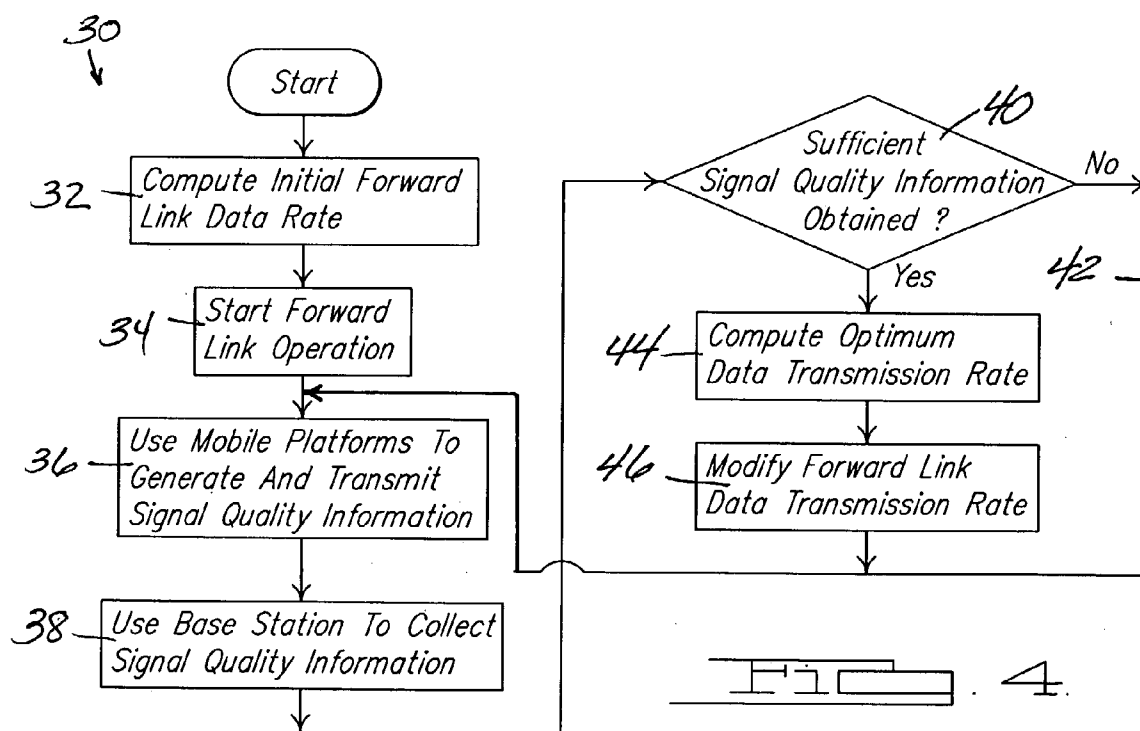 30
Start
32
Compute Initial Forward
Link Data Rate
34
Start Forward
Link Operation
36
Use Mobile Platforms To
Generate And Transmit
Signal Quality Information
38
Use Base Station To Collect
Signal Quality Information
40
Sufficient
Signal Quality Information
Obtained ?
No
42
Yes
44
Compute Optimum
Data Transmission Rate
46
Modify Forward Link
Data Transmission Rate
. 4.